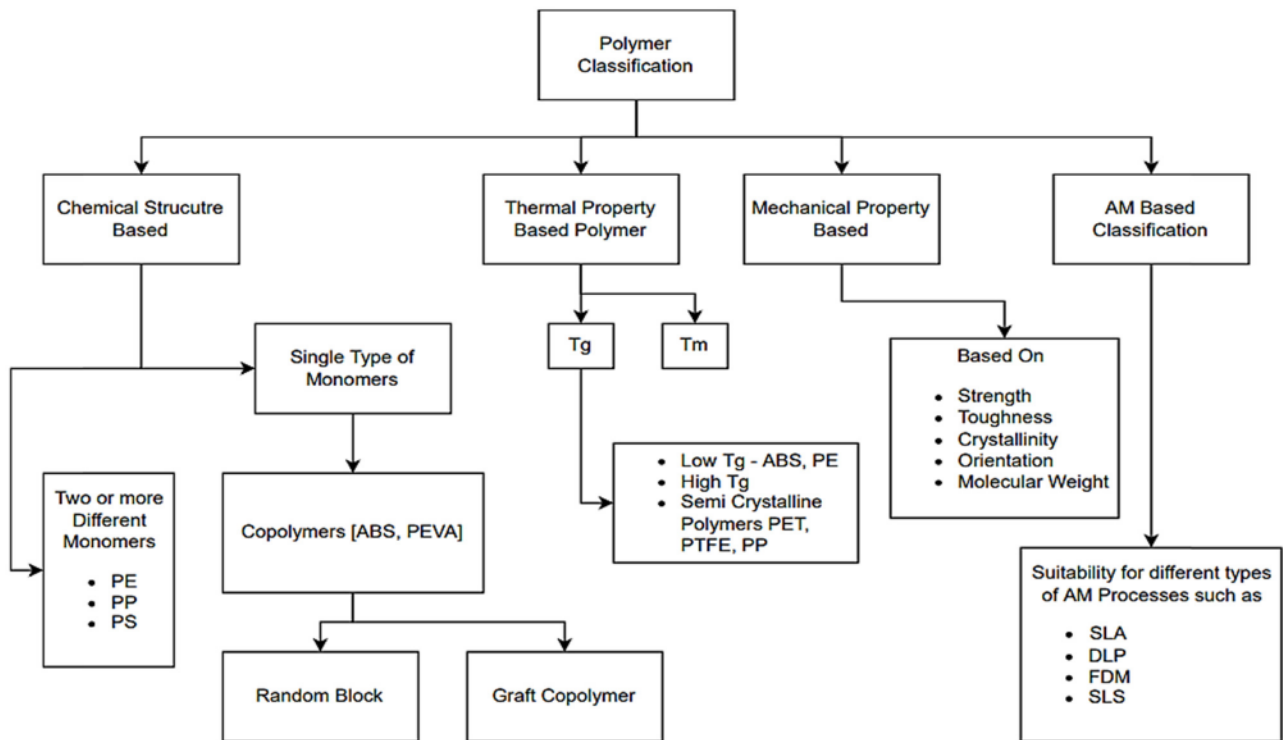 Polymer
Classification
Chemical Strucutre
Based
Thermal Property
Based Polymer
Mechanical Property
Based
AM Based
Classification
Single Type of
Monomers
Tg
Tm
Based On
• Strength
• Toughness
• Crystallinity
• Orientation
• Molecular Weight
Two or more
Different
Monomers
• PE
• PP
• PS
Copolymers [ABS, PEVA]
• Low Tg - ABS, PE
• High Tg
• Semi Crystalline
Polymers PET,
PTFE, PP
Suitability for different types
of AM Processes such as
• SLA
• DLP
• FDM
• SLS
Random Block
Graft Copolymer